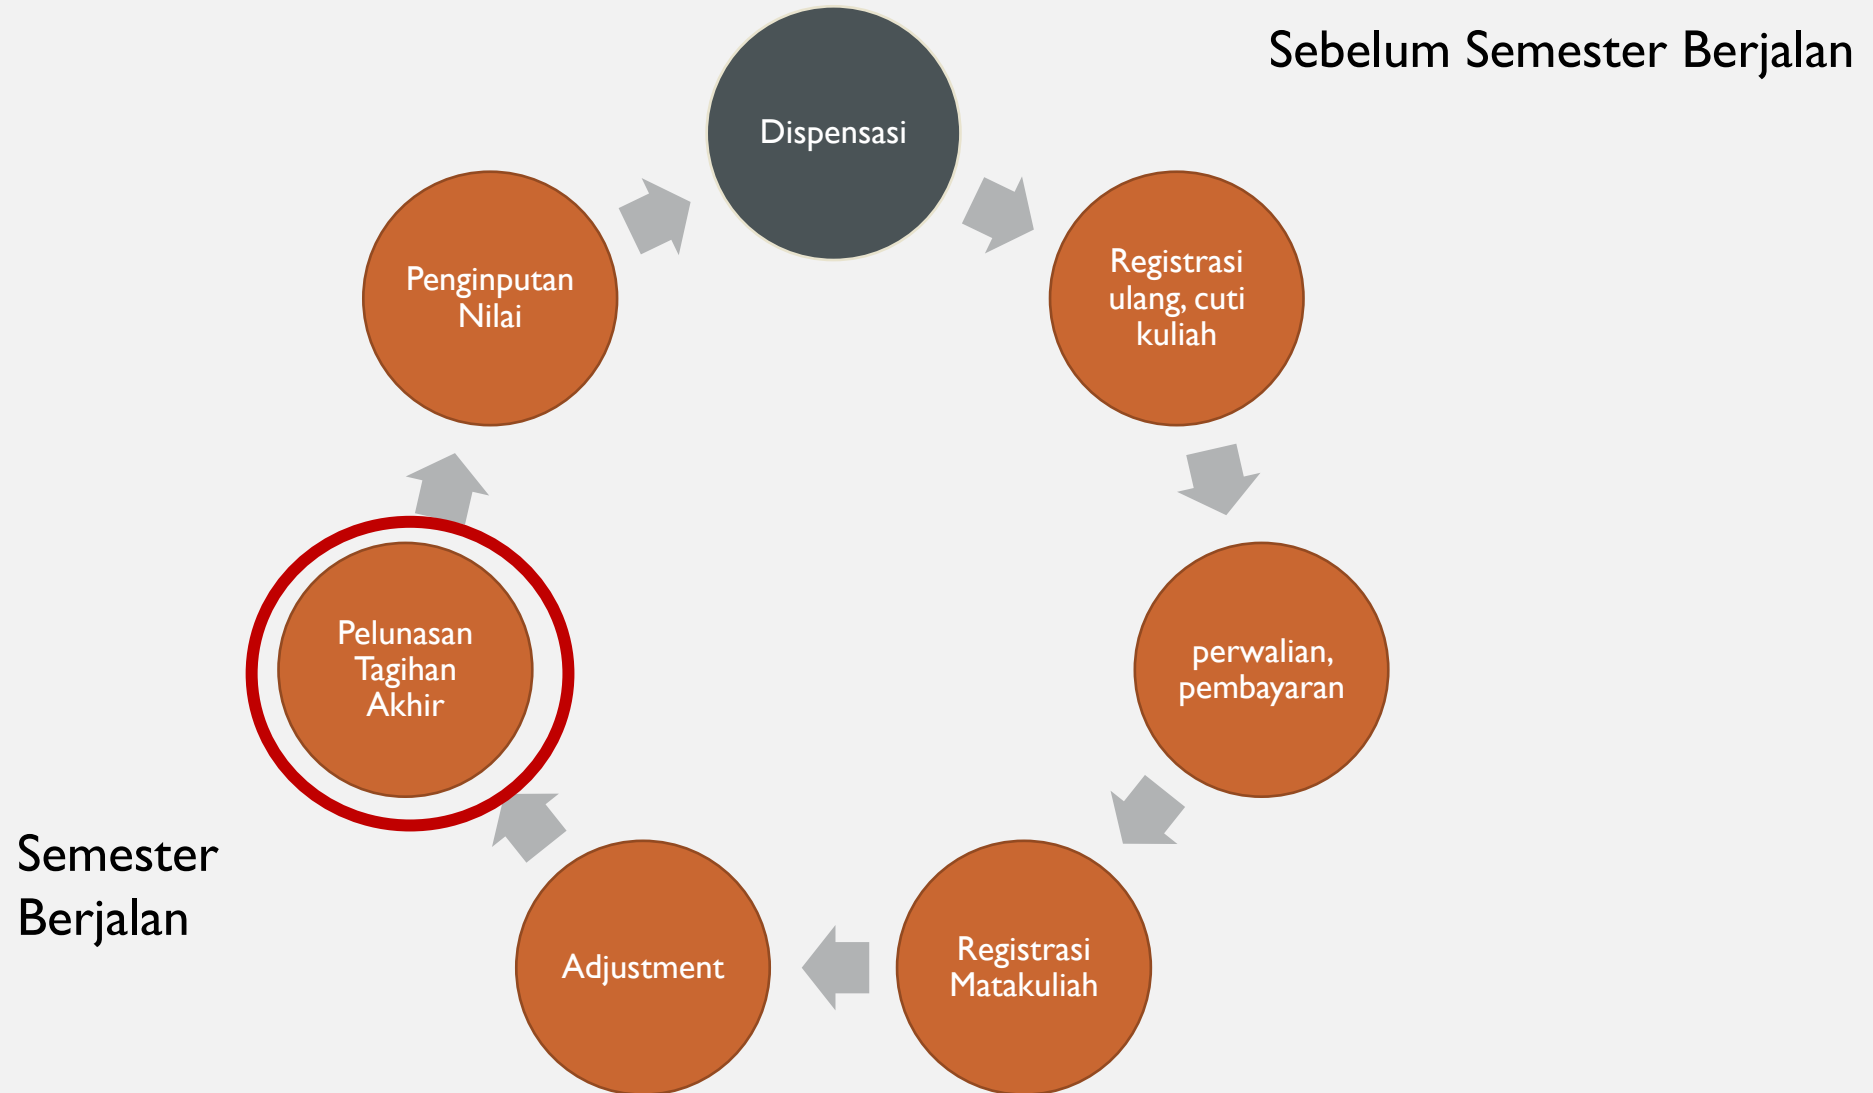 Sebelum Semester Berjalan
Dispensasi
Registrasi
ulang, cuti
kuliah
perwalian,
pembayaran
Registrasi
Matakuliah
Adjustment
Pelunasan
Tagihan
Akhir
Penginputan
Nilai
Semester
Berjalan